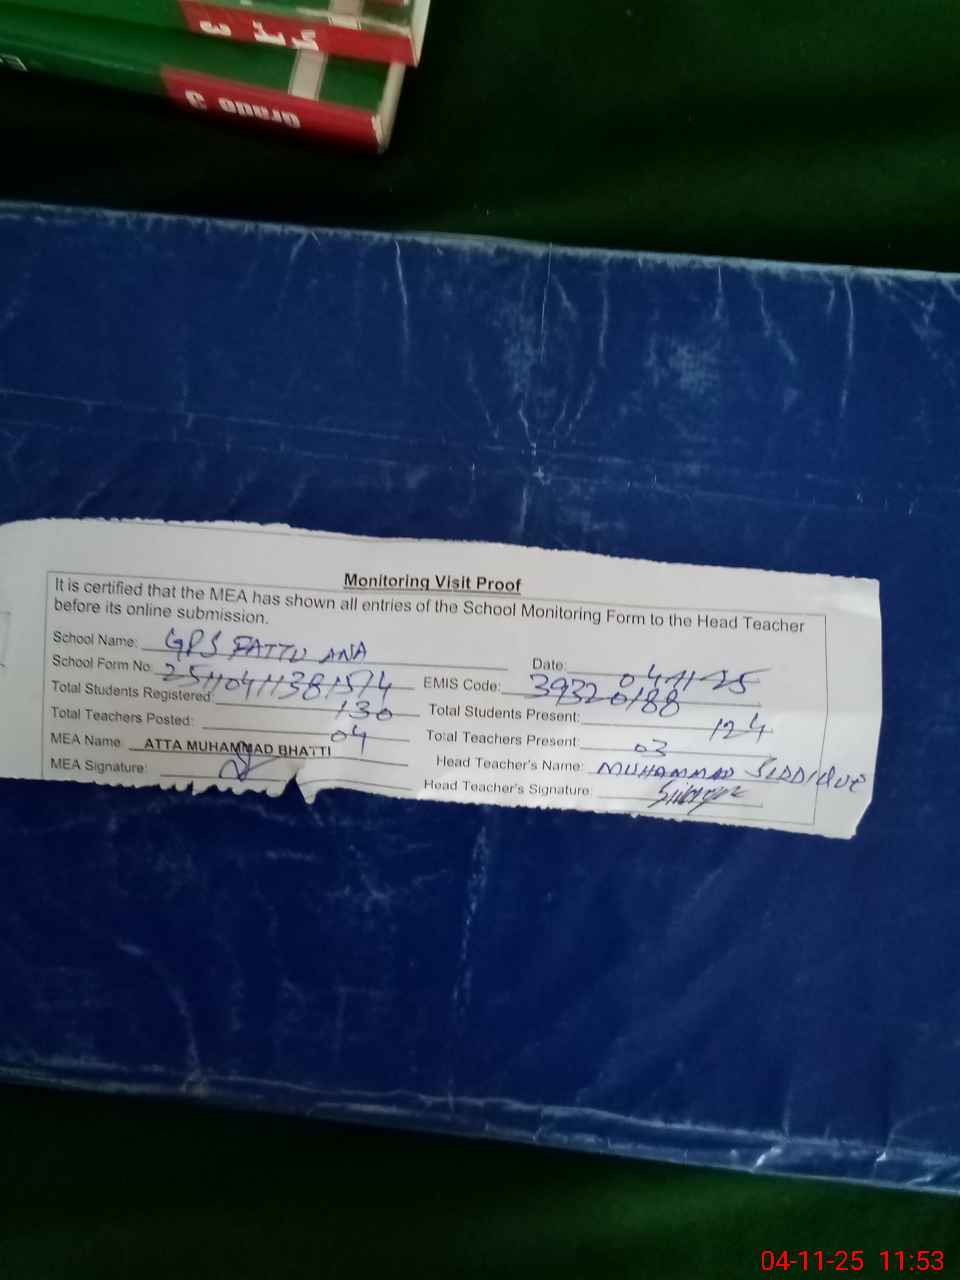 GRADE 3
Monitoring Visit Proof
It is certified that the MEA has shown all entries of the School Monitoring Form to the Head Teacher
before its online submission.
School Name: GPS FATTU ANA Date: 04-11-25
School Form No: 25110411381574 EMIS Code: 39320188
Total Students Registered: 130 Total Students Present: 124
Total Teachers Posted: 04 Total Teachers Present: 03
MEA Name: ATTA MUHAMMAD BHATTI Head Teacher's Name: MUHAMMAD SIDDIQUE
MEA Signature: Head Teacher's Signature:
04-11-25 11:53